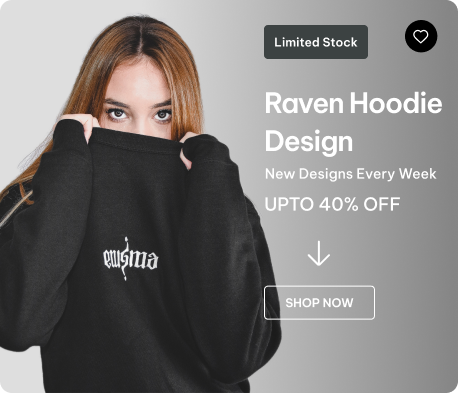 Limited Stock
Raven Hoodie
Design
New Designs Every Week
UPTO 40% OFF
SHOP NOW